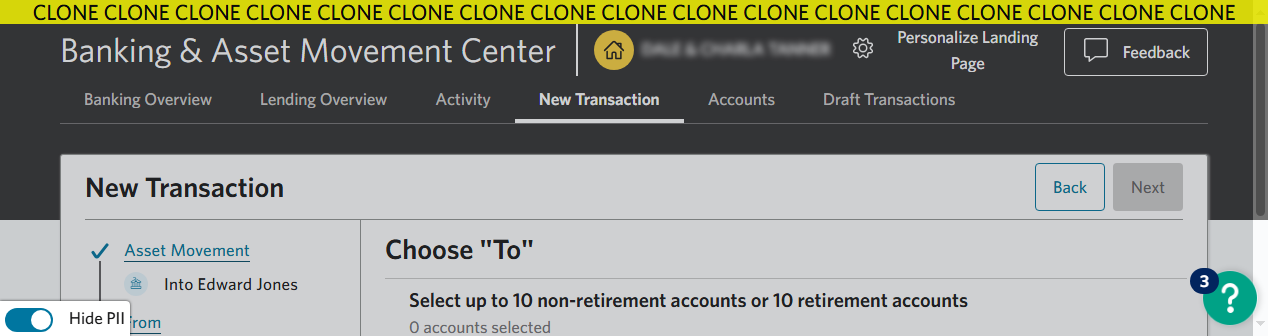 CLONE CLONE CLONE CLONE CLONE CLONE CLONE CLONE CLONE CLONE CLONE CLONE CLONE CLONE CLONE CLONE CLONE
Banking & Asset Movement Center
Personalize Landing
Page
Feedback
Banking Overview Lending Overview Activity New Transaction Accounts Draft Transactions
New Transaction
Back Next
Asset Movement
Into Edward Jones
Choose "To"
Select up to 10 non-retirement accounts or 10 retirement accounts
0 accounts selected
3
?
Hide PII